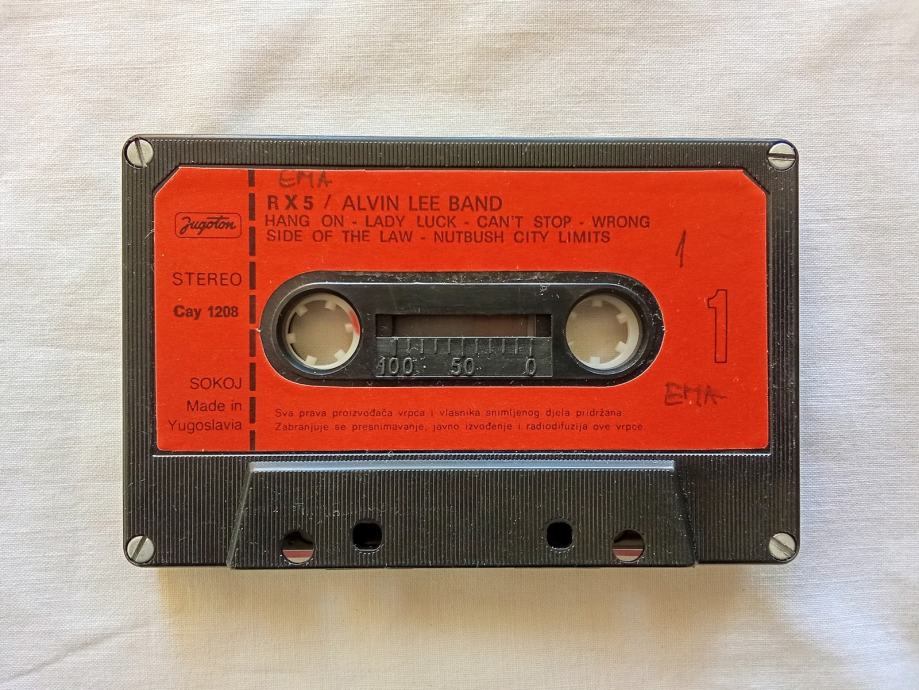 EMA
RX5 / ALVIN LEE BAND
HANG ON - LADY LUCK - CAN'T STOP - WRONG
SIDE OF THE LAW - NUTBUSH CITY LIMITS
Jugoton
1
STEREO
Cay 1208
1
100 50 0
SOKOJ
Made in
Yugoslavia
EMA
Sva prava proizvođača vrpca i vlasnika snimljenog djela pridržana.
Zabranjuje se presnimavanje, javno izvođenje i radiodifuzija ove vrpce.